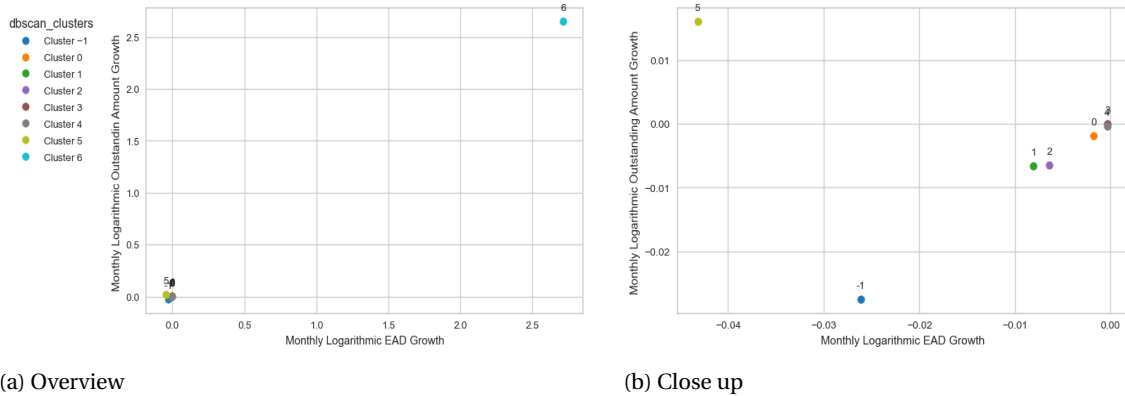 dbscan_clusters
Cluster −1
Cluster 0
Cluster 1
Cluster 2
Cluster 3
Cluster 4
Cluster 5
Cluster 6
Monthly Logarithmic Outstandin Amount Growth
2.5
2.0
1.5
1.0
0.5
0.0
6
5
0.0
0.5
1.0
1.5
2.0
2.5
Monthly Logarithmic EAD Growth
(a) Overview
Monthly Logarithmic Outstanding Amount Growth
0.01
0.00
−0.01
−0.02
5
3
4
0
1
2
-1
−0.04
−0.03
−0.02
−0.01
0.00
Monthly Logarithmic EAD Growth
(b) Close up